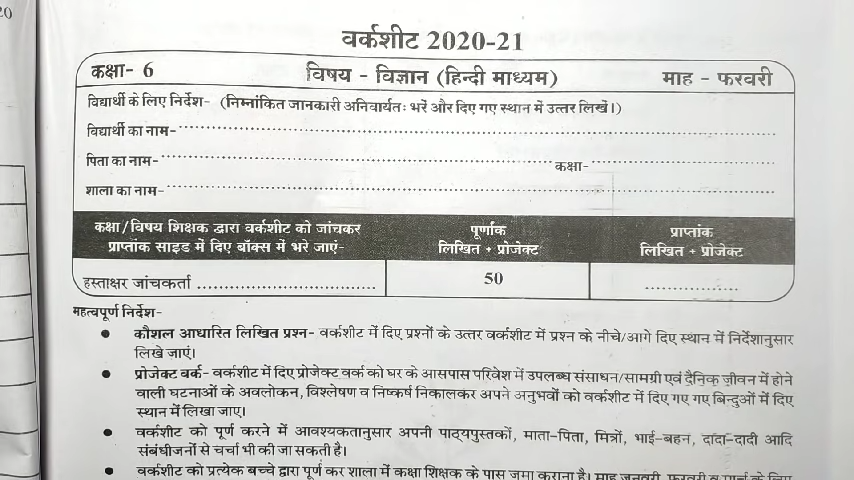 20
वर्कशीट 2020-21
कक्षा- 6 विषय - विज्ञान (हिन्दी माध्यम) माह - फरवरी
विद्यार्थी के लिए निर्देश- (निम्नांकित जानकारी अनिवार्यतः भरें और दिए गए स्थान में उत्तर लिखें।)
विद्यार्थी का नाम-
पिता का नाम- कक्षा-
शाला का नाम-
कक्षा/विषय शिक्षक द्वारा वर्कशीट को जांचकर पूर्णांक प्राप्तांक
प्राप्तांक साइड में दिए बॉक्स में भरे जाएं- लिखित + प्रोजेक्ट लिखित + प्रोजेक्ट
हस्ताक्षर जांचकर्ता ................................... 50 ...................
महत्वपूर्ण निर्देश-
● कौशल आधारित लिखित प्रश्न- वर्कशीट में दिए प्रश्नों के उत्तर वर्कशीट में प्रश्न के नीचे/आगे दिए स्थान में निर्देशानुसार
लिखे जाएं।
● प्रोजेक्ट वर्क- वर्कशीट में दिए प्रोजेक्ट वर्क को घर के आसपास परिवेश में उपलब्ध संसाधन/सामग्री एवं दैनिक जीवन में होने
वाली घटनाओं के अवलोकन, विश्लेषण व निष्कर्ष निकालकर अपने अनुभवों को वर्कशीट में दिए गए गए बिन्दुओं में दिए
स्थान में लिखा जाए।
● वर्कशीट को पूर्ण करने में आवश्यकतानुसार अपनी पाठ्यपुस्तकों, माता-पिता, मित्रों, भाई-बहन, दादा-दादी आदि
संबंधीजनों से चर्चा भी की जा सकती है।
● वर्कशीट को प्रत्येक बच्चे द्वारा पूर्ण कर शाला में कक्षा शिक्षक के पास जमा कराना है। माह जनवरी, फरवरी व मार्च के लिए